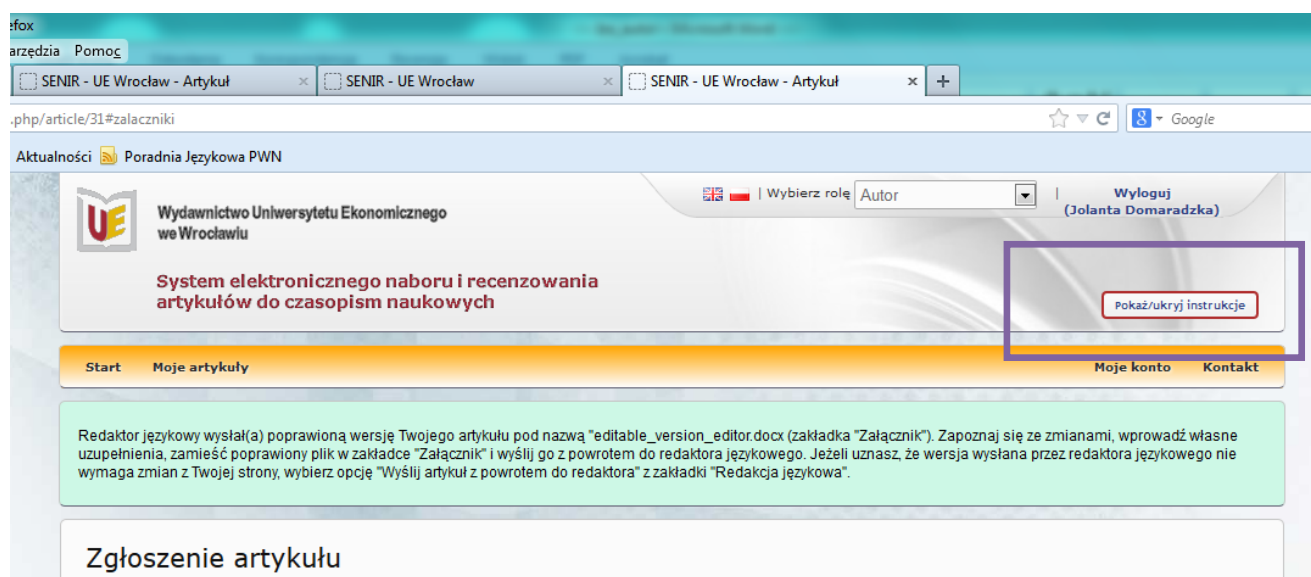 efox
arzędzia Pomoc
SENIR - UE Wrocław - Artykuł × SENIR - UE Wrocław × SENIR - UE Wrocław - Artykuł × +
.php/article/31#zalaczniki Google
Aktualności Poradnia Językowa PWN
| Wybierz rolę Autor | Wyloguj
(Jolanta Domaradzka)
UE
Wydawnictwo Uniwersytetu Ekonomicznego
we Wrocławiu
System elektronicznego naboru i recenzowania
artykułów do czasopism naukowych
Pokaż/ukryj instrukcje
Start Moje artykuły Moje konto Kontakt
Redaktor językowy wysłał(a) poprawioną wersję Twojego artykułu pod nazwą "editable_version_editor.docx (zakładka "Załącznik"). Zapoznaj się ze zmianami, wprowadź własne
uzupełnienia, zamieść poprawiony plik w zakładce "Załącznik" i wyślij go z powrotem do redaktora językowego. Jeżeli uznasz, że wersja wysłana przez redaktora językowego nie
wymaga zmian z Twojej strony, wybierz opcję "Wyślij artykuł z powrotem do redaktora" z zakładki "Redakcja językowa".
Zgłoszenie artykułu